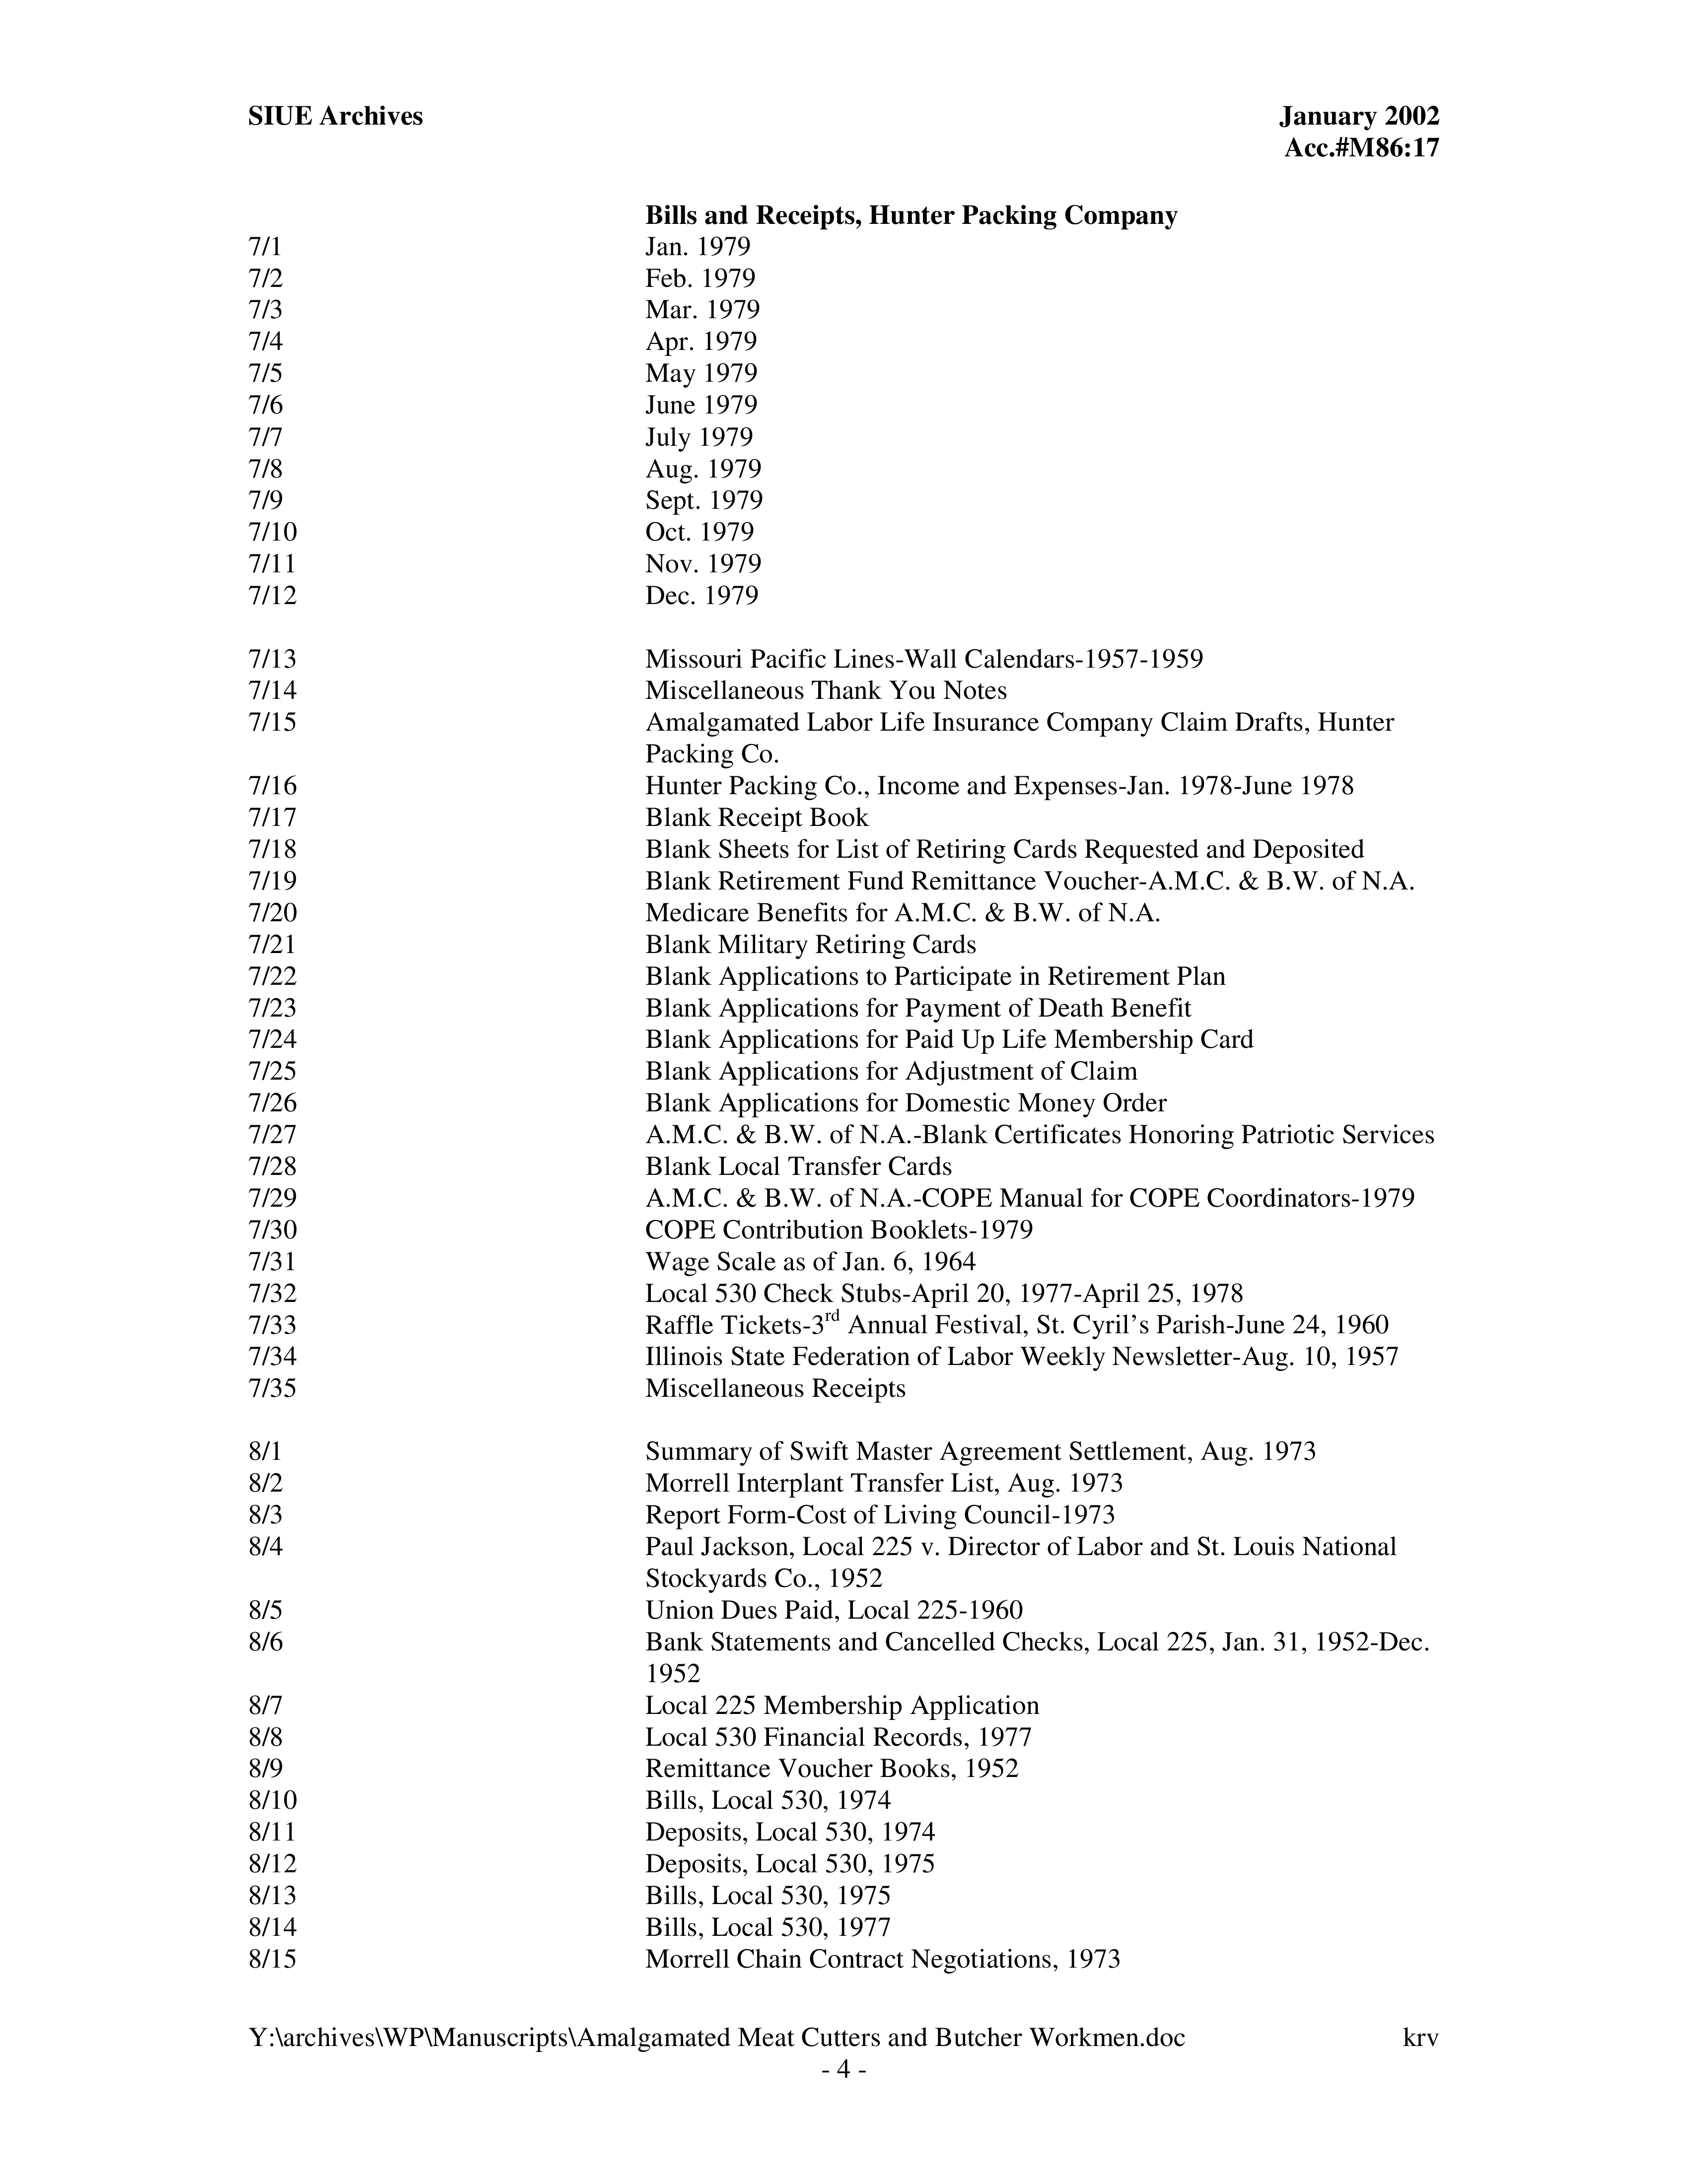 SIUE Archives January 2002
Acc.#M86:17
Bills and Receipts, Hunter Packing Company
7/1 Jan. 1979
7/2 Feb. 1979
7/3 Mar. 1979
7/4 Apr. 1979
7/5 May 1979
7/6 June 1979
7/7 July 1979
7/8 Aug. 1979
7/9 Sept. 1979
7/10 Oct. 1979
7/11 Nov. 1979
7/12 Dec. 1979
7/13 Missouri Pacific Lines-Wall Calendars-1957-1959
7/14 Miscellaneous Thank You Notes
7/15 Amalgamated Labor Life Insurance Company Claim Drafts, Hunter
Packing Co.
7/16 Hunter Packing Co., Income and Expenses-Jan. 1978-June 1978
7/17 Blank Receipt Book
7/18 Blank Sheets for List of Retiring Cards Requested and Deposited
7/19 Blank Retirement Fund Remittance Voucher-A.M.C. & B.W. of N.A.
7/20 Medicare Benefits for A.M.C. & B.W. of N.A.
7/21 Blank Military Retiring Cards
7/22 Blank Applications to Participate in Retirement Plan
7/23 Blank Applications for Payment of Death Benefit
7/24 Blank Applications for Paid Up Life Membership Card
7/25 Blank Applications for Adjustment of Claim
7/26 Blank Applications for Domestic Money Order
7/27 A.M.C. & B.W. of N.A.-Blank Certificates Honoring Patriotic Services
7/28 Blank Local Transfer Cards
7/29 A.M.C. & B.W. of N.A.-COPE Manual for COPE Coordinators-1979
7/30 COPE Contribution Booklets-1979
7/31 Wage Scale as of Jan. 6, 1964
7/32 Local 530 Check Stubs-April 20, 1977-April 25, 1978
7/33 Raffle Tickets-3rd Annual Festival, St. Cyril’s Parish-June 24, 1960
7/34 Illinois State Federation of Labor Weekly Newsletter-Aug. 10, 1957
7/35 Miscellaneous Receipts
8/1 Summary of Swift Master Agreement Settlement, Aug. 1973
8/2 Morrell Interplant Transfer List, Aug. 1973
8/3 Report Form-Cost of Living Council-1973
8/4 Paul Jackson, Local 225 v. Director of Labor and St. Louis National
Stockyards Co., 1952
8/5 Union Dues Paid, Local 225-1960
8/6 Bank Statements and Cancelled Checks, Local 225, Jan. 31, 1952-Dec.
1952
8/7 Local 225 Membership Application
8/8 Local 530 Financial Records, 1977
8/9 Remittance Voucher Books, 1952
8/10 Bills, Local 530, 1974
8/11 Deposits, Local 530, 1974
8/12 Deposits, Local 530, 1975
8/13 Bills, Local 530, 1975
8/14 Bills, Local 530, 1977
8/15 Morrell Chain Contract Negotiations, 1973
Y:\archives\WP\Manuscripts\Amalgamated Meat Cutters and Butcher Workmen.doc krv
- 4 -